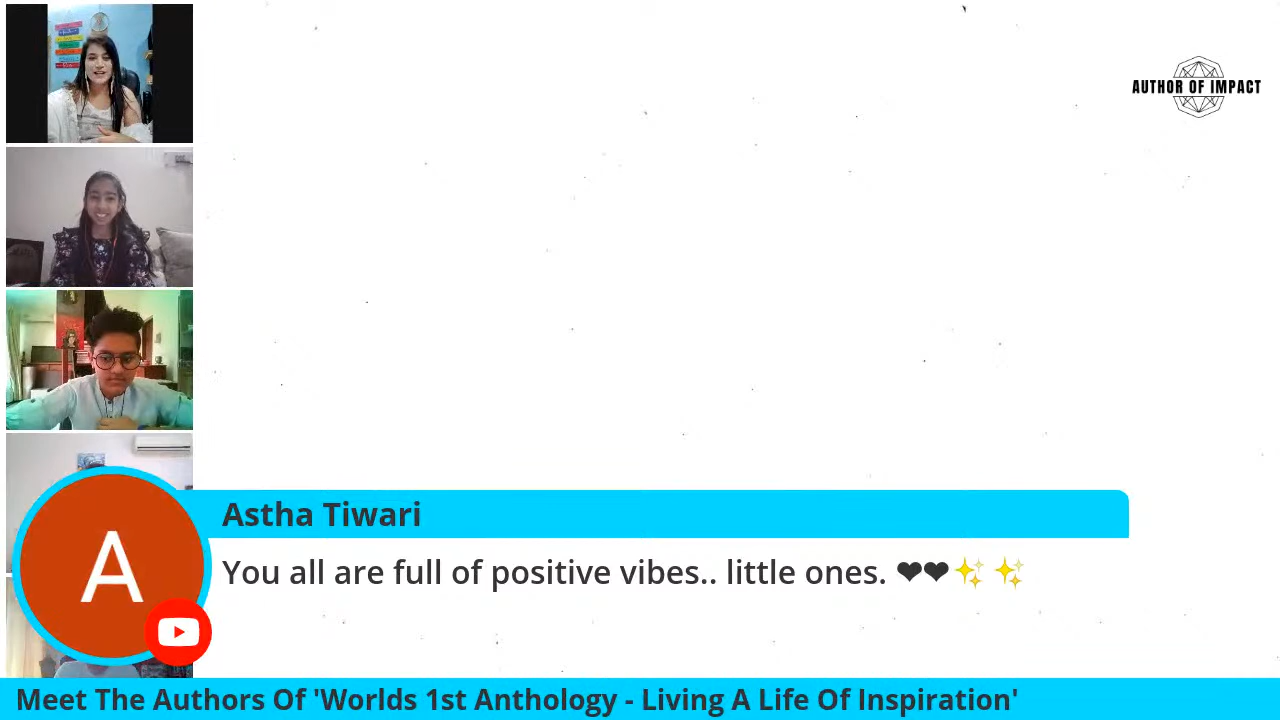 AUTHOR OF IMPACT
Astha Tiwari
A
You all are full of positive vibes.. little ones. ❤❤✨✨
Meet The Authors Of 'Worlds 1st Anthology - Living A Life Of Inspiration'